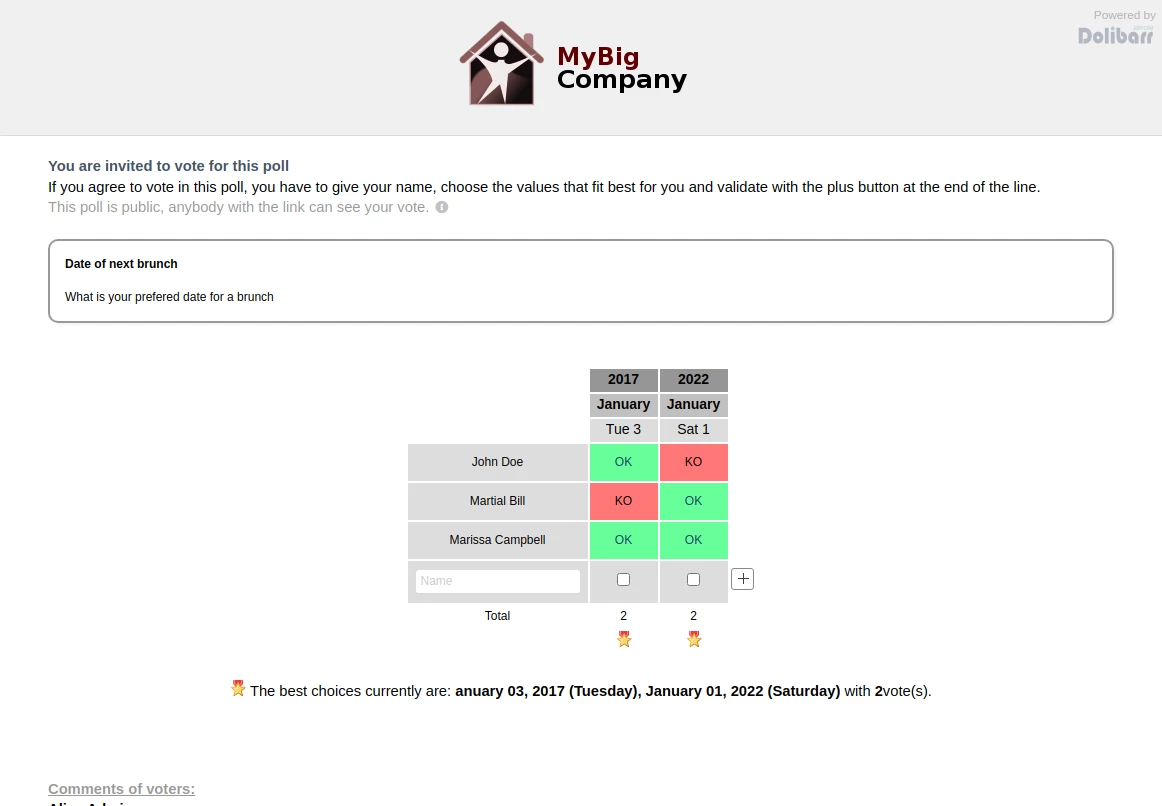 Powered by
Dolibarr
MyBig
Company
You are invited to vote for this poll
If you agree to vote in this poll, you have to give your name, choose the values that fit best for you and validate with the plus button at the end of the line.
This poll is public, anybody with the link can see your vote.
Date of next brunch
What is your prefered date for a brunch
2017 2022
January January
Tue 3 Sat 1
John Doe OK KO
Martial Bill KO OK
Marissa Campbell OK OK
Name
Total 2 2
The best choices currently are: anuary 03, 2017 (Tuesday), January 01, 2022 (Saturday) with 2vote(s).
Comments of voters: